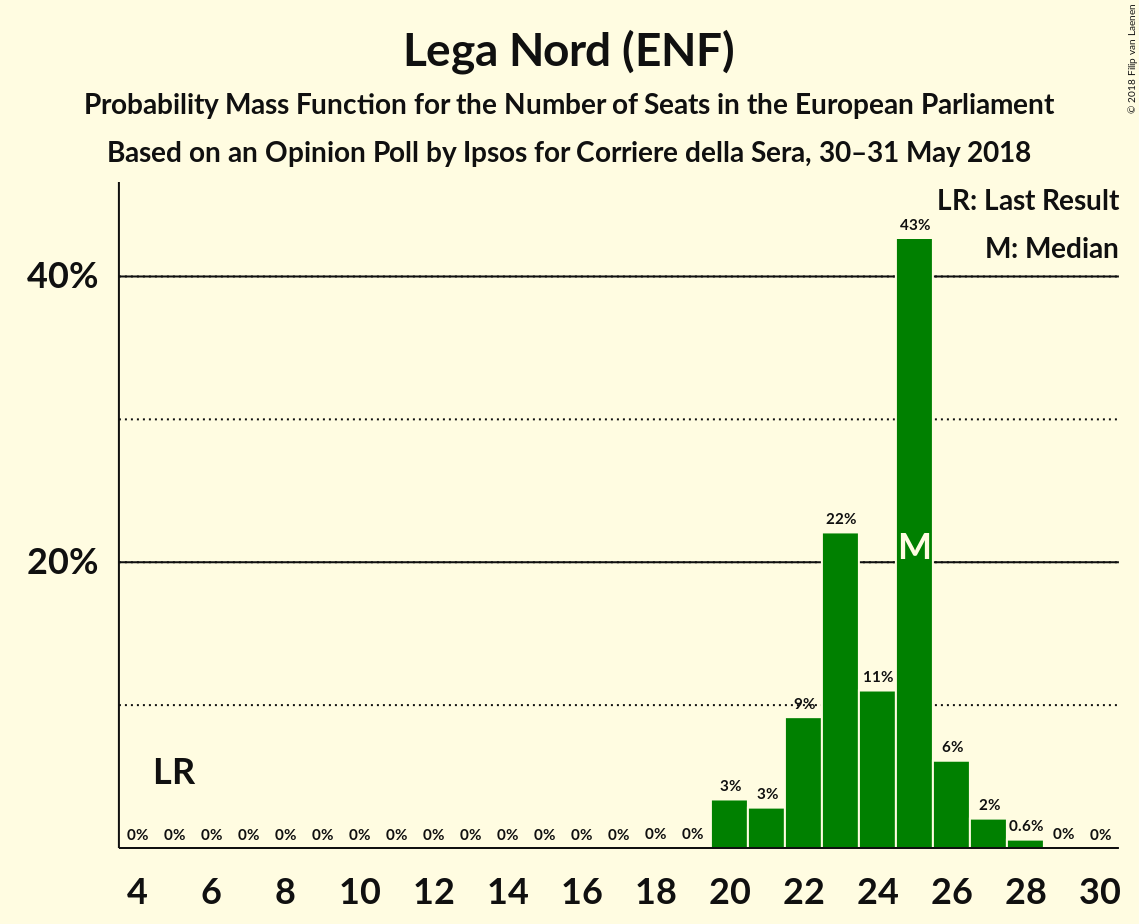 Lega Nord (ENF)
Probability Mass Function for the Number of Seats in the European Parliament
Based on an Opinion Poll by Ipsos for Corriere della Sera, 30–31 May 2018
© 2018 Filip van Laenen
LR: Last Result
M: Median
43%
40%
22%
M
20%
11%
9%
6%
LR
3%
3%
2%
0.6%
0% 0% 0% 0% 0% 0% 0% 0% 0% 0% 0% 0% 0% 0% 0% 0% 0% 0%
4 6 8 10 12 14 16 18 20 22 24 26 28 30